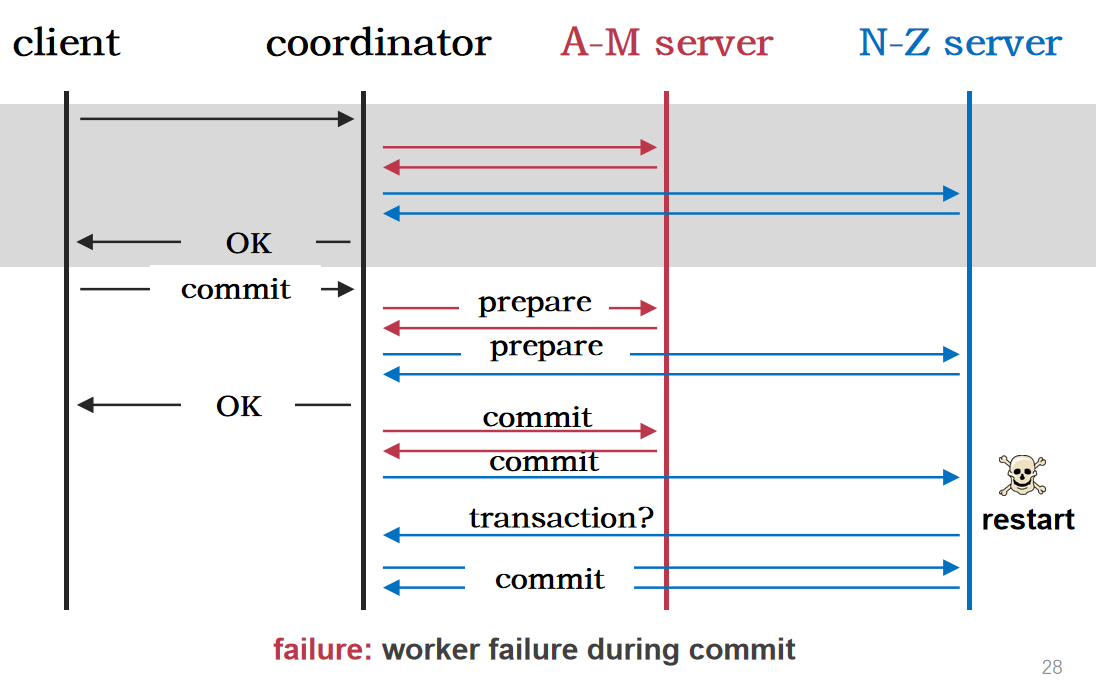 client coordinator A-M server N-Z server
OK
commit
prepare
prepare
OK
commit
commit
restart
transaction?
commit
failure: worker failure during commit
28